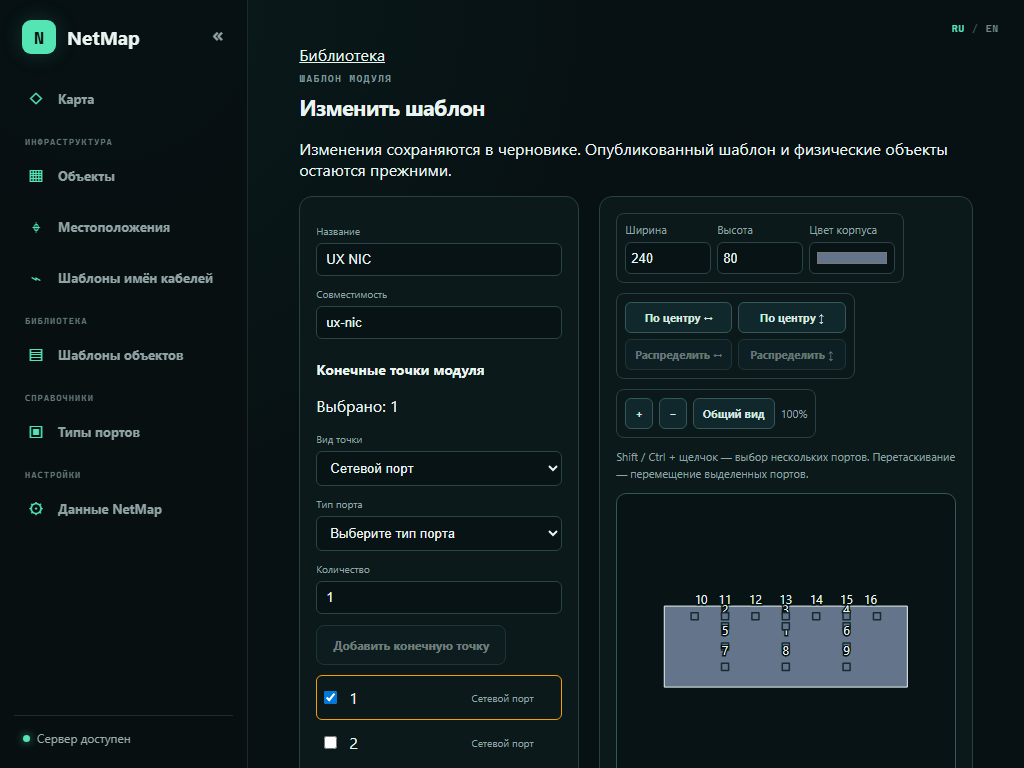 N NetMap «
RU / EN
Карта
ИНФРАСТРУКТУРА
Объекты
Местоположения
Шаблоны имён кабелей
БИБЛИОТЕКА
Шаблоны объектов
СПРАВОЧНИКИ
Типы портов
НАСТРОЙКИ
Данные NetMap
Сервер доступен
Библиотека
ШАБЛОН МОДУЛЯ
Изменить шаблон
Изменения сохраняются в черновике. Опубликованный шаблон и физические объекты
остаются прежними.
Название
UX NIC
Совместимость
ux-nic
Конечные точки модуля
Выбрано: 1
Вид точки
Сетевой порт
Тип порта
Выберите тип порта
Количество
1
Добавить конечную точку
1 Сетевой порт
2 Сетевой порт
Ширина Высота Цвет корпуса
240 80
По центру ↔ По центру ↕
Распределить ↔ Распределить ↕
+ − Общий вид 100%
Shift / Ctrl + щелчок — выбор нескольких портов. Перетаскивание
— перемещение выделенных портов.
10 11 12 13 14 15 16
2 3 4
5 1 6
7 8 9